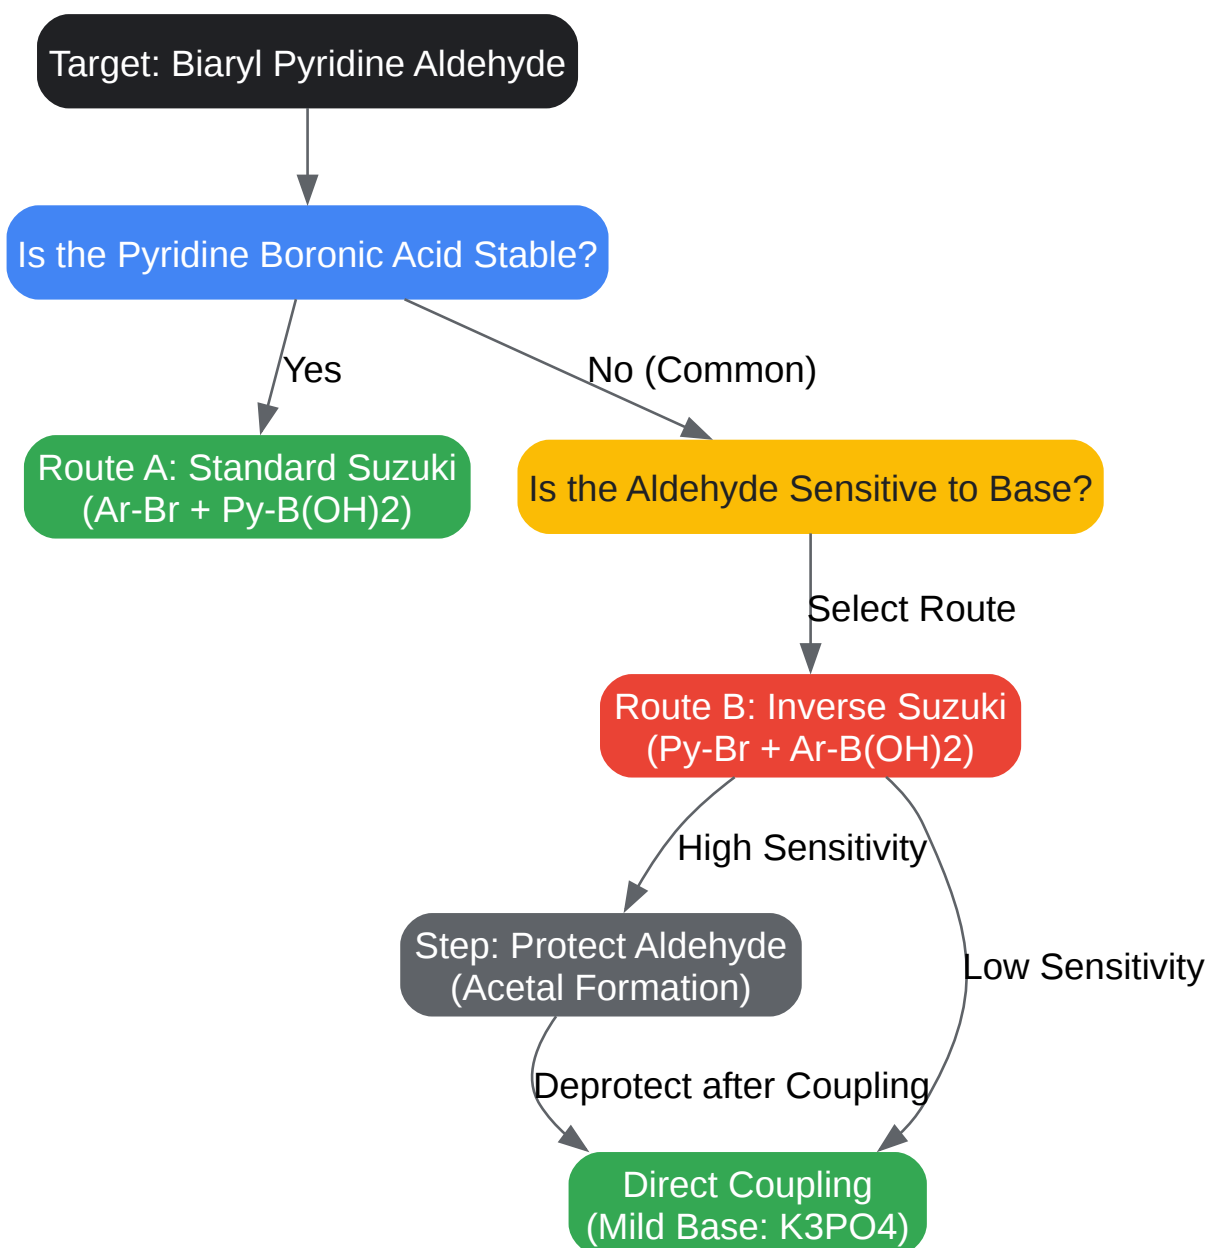 Target: Biaryl Pyridine Aldehyde
Is the Pyridine Boronic Acid Stable?
Yes
No (Common)
Route A: Standard Suzuki
(Ar-Br + Py-B(OH)2)
Is the Aldehyde Sensitive to Base?
Select Route
Route B: Inverse Suzuki
(Py-Br + Ar-B(OH)2)
High Sensitivity
Step: Protect Aldehyde
(Acetal Formation)
Low Sensitivity
Deprotect after Coupling
Direct Coupling
(Mild Base: K3PO4)